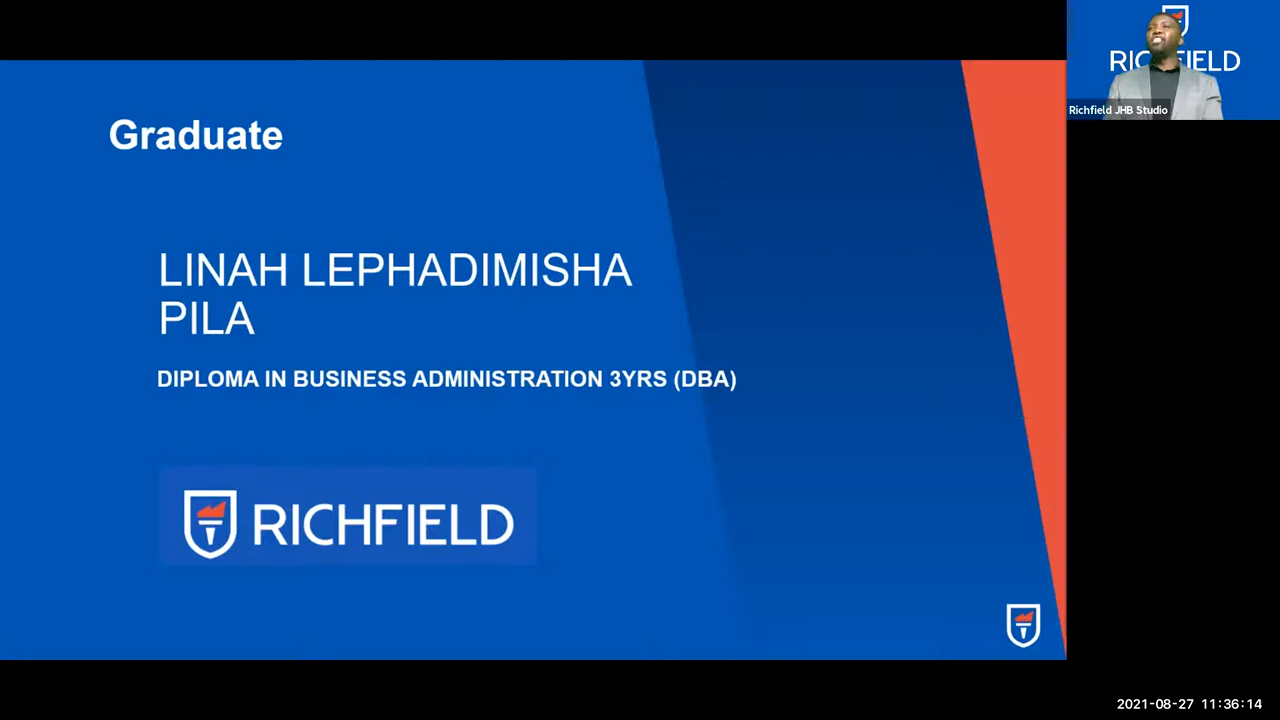 Graduate
LINAH LEPHADIMISHA
PILA
DIPLOMA IN BUSINESS ADMINISTRATION 3YRS (DBA)
RICHFIELD
RICHFIELD
Richfield JHB Studio
2021-08-27 11:36:14